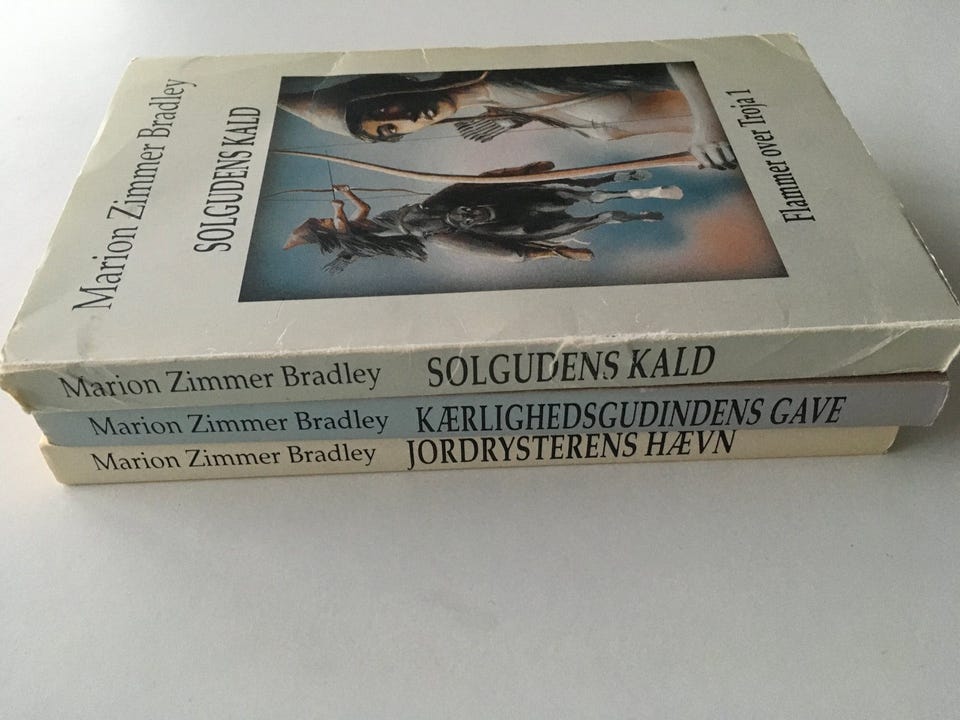 Marion Zimmer Bradley
SOLGUDENS KALD
Flammer over Troja 1
Marion Zimmer Bradley SOLGUDENS KALD
Marion Zimmer Bradley KÆRLIGHEDSGUDINDENS GAVE
Marion Zimmer Bradley JORDRYSTERENS HÆVN